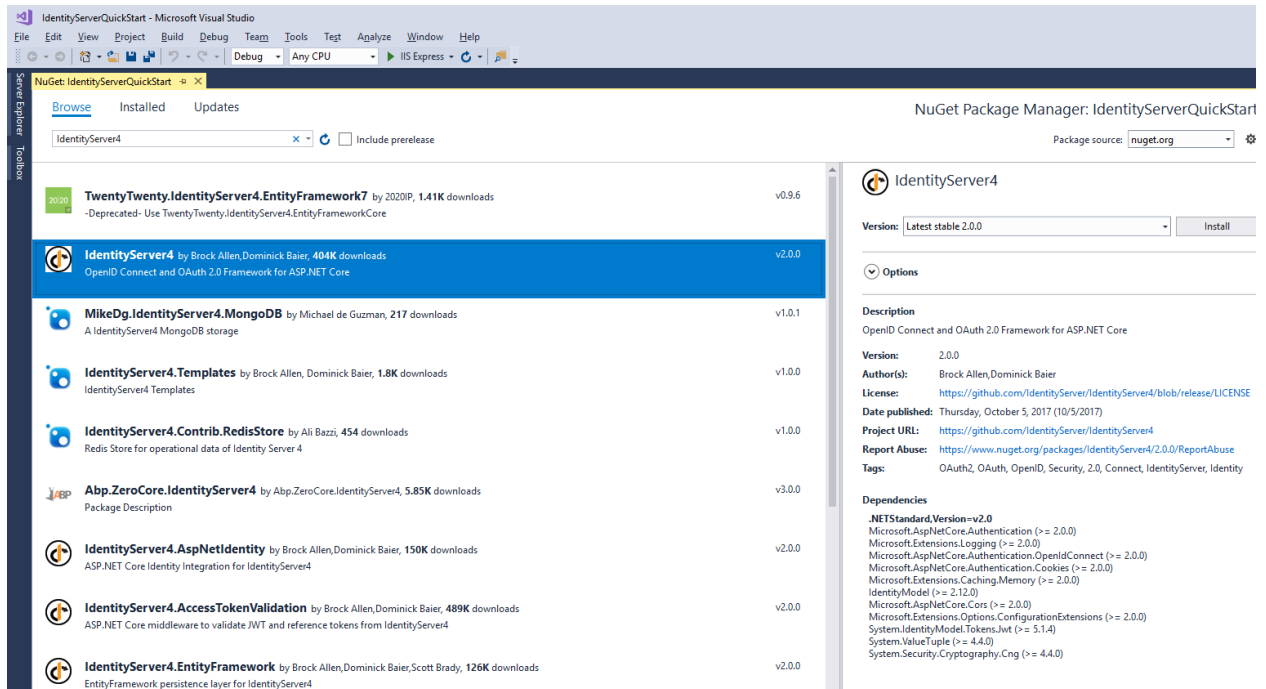 IdentityServerQuickStart - Microsoft Visual Studio
File Edit View Project Build Debug Team Tools Test Analyze Window Help
Debug Any CPU IIS Express
Server Explorer
Toolbox
NuGet: IdentityServerQuickStart
Browse Installed Updates
NuGet Package Manager: IdentityServerQuickStart
IdentityServer4
Include prerelease
Package source: nuget.org
20|20
TwentyTwenty.IdentityServer4.EntityFramework7 by 2020IP, 1.41K downloads v0.9.6
-Deprecated- Use TwentyTwenty.IdentityServer4.EntityFrameworkCore
IdentityServer4 by Brock Allen,Dominick Baier, 404K downloads v2.0.0
OpenID Connect and OAuth 2.0 Framework for ASP.NET Core
MikeDg.IdentityServer4.MongoDB by Michael de Guzman, 217 downloads v1.0.1
A IdentityServer4 MongoDB storage
IdentityServer4.Templates by Brock Allen, Dominick Baier, 1.8K downloads v1.0.0
IdentityServer4 Templates
IdentityServer4.Contrib.RedisStore by Ali Bazzi, 454 downloads v1.0.0
Redis Store for operational data of Identity Server 4
ABP
Abp.ZeroCore.IdentityServer4 by Abp.ZeroCore.IdentityServer4, 5.85K downloads v3.0.0
Package Description
IdentityServer4.AspNetIdentity by Brock Allen,Dominick Baier, 150K downloads v2.0.0
ASP.NET Core Identity Integration for IdentityServer4
IdentityServer4.AccessTokenValidation by Brock Allen,Dominick Baier, 489K downloads v2.0.0
ASP.NET Core middleware to validate JWT and reference tokens from IdentityServer4
IdentityServer4.EntityFramework by Brock Allen,Dominick Baier,Scott Brady, 126K downloads v2.0.0
EntityFramework persistence layer for IdentityServer4
IdentityServer4
Version: Latest stable 2.0.0 Install
Options
Description
OpenID Connect and OAuth 2.0 Framework for ASP.NET Core
Version: 2.0.0
Author(s): Brock Allen,Dominick Baier
License: https://github.com/IdentityServer/IdentityServer4/blob/release/LICENSE
Date published: Thursday, October 5, 2017 (10/5/2017)
Project URL: https://github.com/IdentityServer/IdentityServer4
Report Abuse: https://www.nuget.org/packages/IdentityServer4/2.0.0/ReportAbuse
Tags: OAuth2, OAuth, OpenID, Security, 2.0, Connect, IdentityServer, Identity
Dependencies
.NETStandard,Version=v2.0
Microsoft.AspNetCore.Authentication (>= 2.0.0)
Microsoft.Extensions.Logging (>= 2.0.0)
Microsoft.AspNetCore.Authentication.OpenIdConnect (>= 2.0.0)
Microsoft.AspNetCore.Authentication.Cookies (>= 2.0.0)
Microsoft.Extensions.Caching.Memory (>= 2.0.0)
IdentityModel (>= 2.12.0)
Microsoft.AspNetCore.Cors (>= 2.0.0)
Microsoft.Extensions.Options.ConfigurationExtensions (>= 2.0.0)
System.IdentityModel.Tokens.Jwt (>= 5.1.4)
System.ValueTuple (>= 4.4.0)
System.Security.Cryptography.Cng (>= 4.4.0)